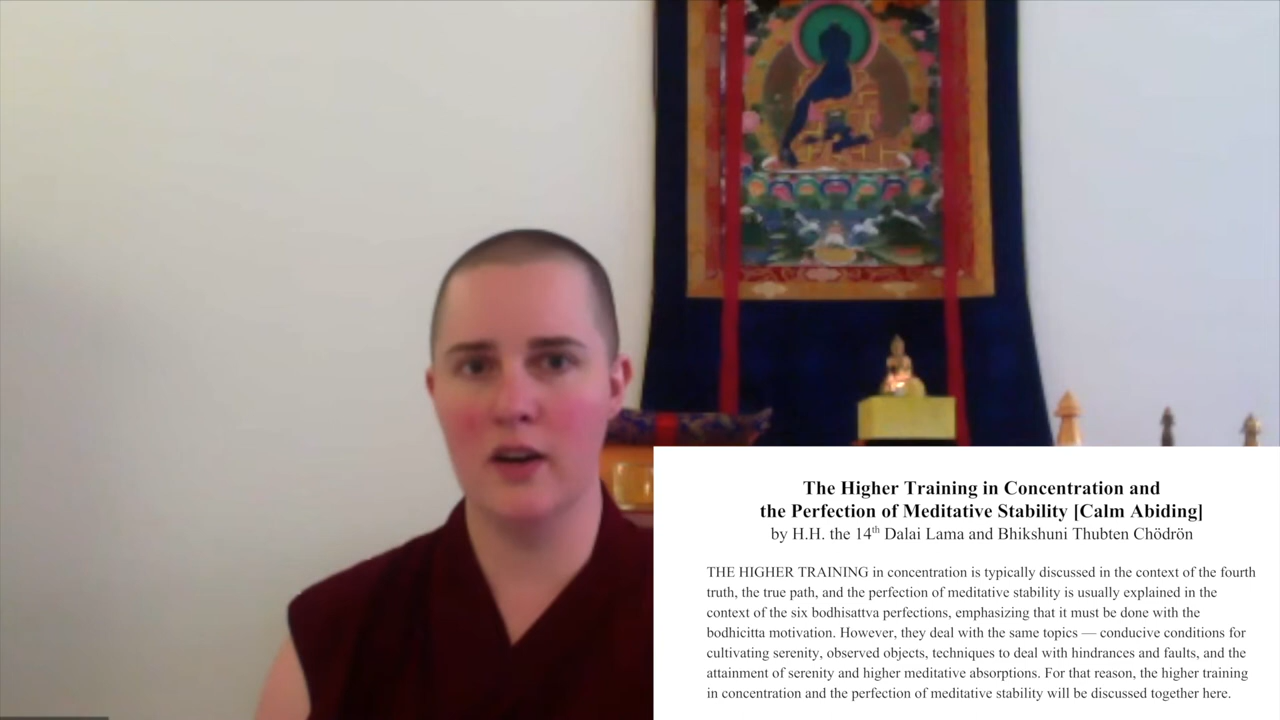 The Higher Training in Concentration and
the Perfection of Meditative Stability [Calm Abiding]
by H.H. the 14th Dalai Lama and Bhikshuni Thubten Chödrön
THE HIGHER TRAINING in concentration is typically discussed in the context of the fourth
truth, the true path, and the perfection of meditative stability is usually explained in the
context of the six bodhisattva perfections, emphasizing that it must be done with the
bodhicitta motivation. However, they deal with the same topics — conducive conditions for
cultivating serenity, observed objects, techniques to deal with hindrances and faults, and the
attainment of serenity and higher meditative absorptions. For that reason, the higher training
in concentration and the perfection of meditative stability will be discussed together here.